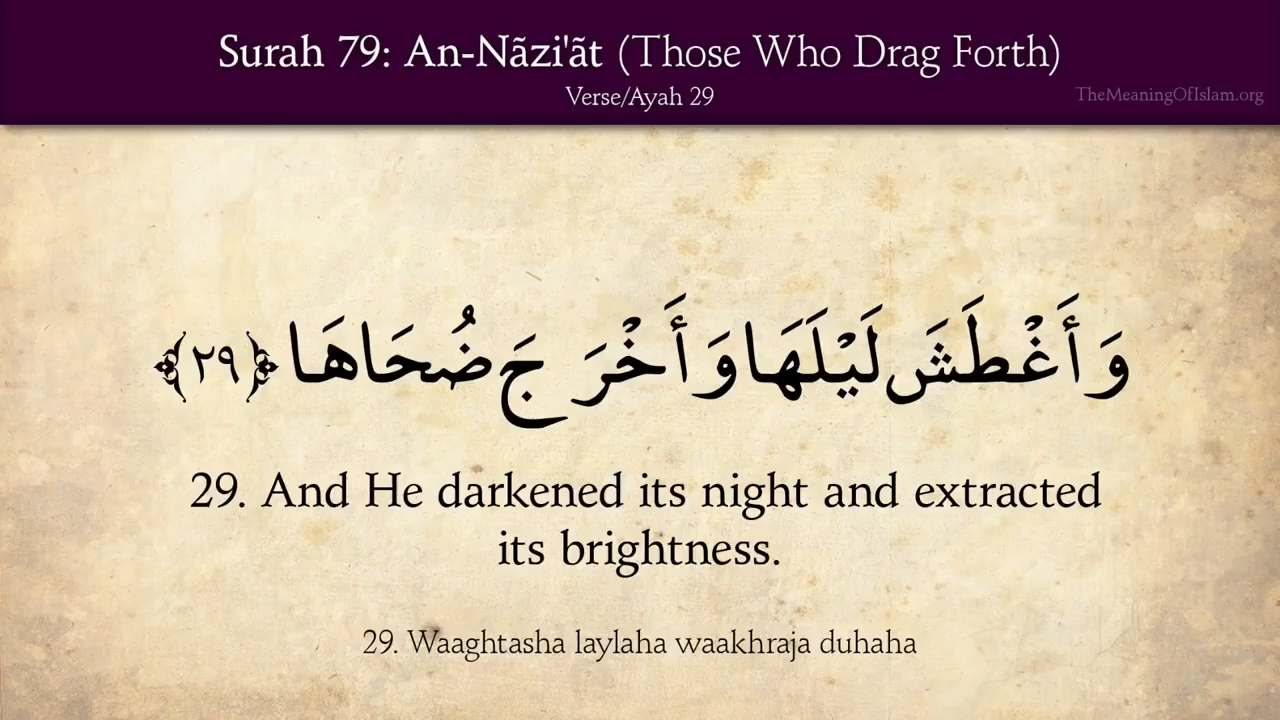 Surah 79: An-Nãzi'ãt (Those Who Drag Forth)
Verse/Ayah 29
TheMeaningOfIslam.org
وَأَغْطَشَ لَيْلَهَا وَأَخْرَجَ ضُحَاهَا ﴿٢٩﴾
29. And He darkened its night and extracted
its brightness.
29. Waaghtasha laylaha waakhraja duhaha